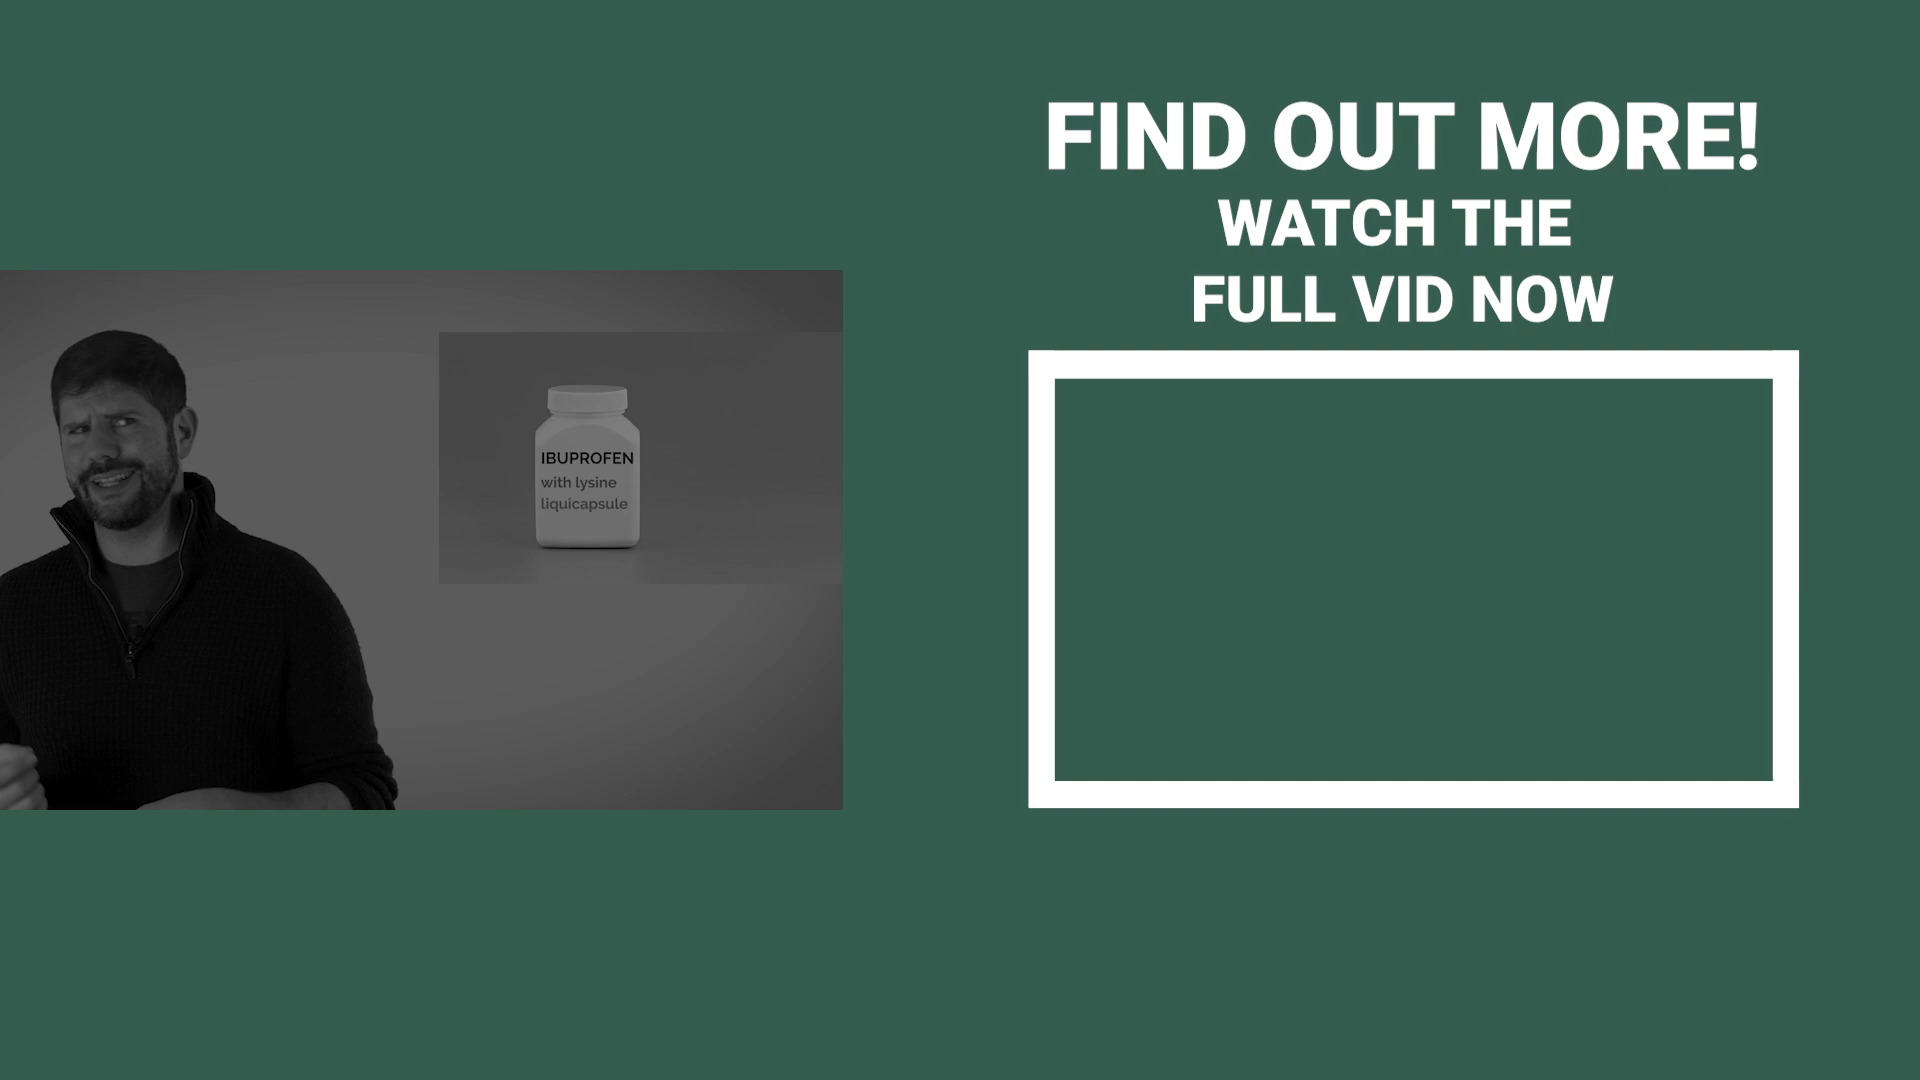 FIND OUT MORE!
WATCH THE
FULL VID NOW
IBUPROFEN
with lysine
liquicapsule